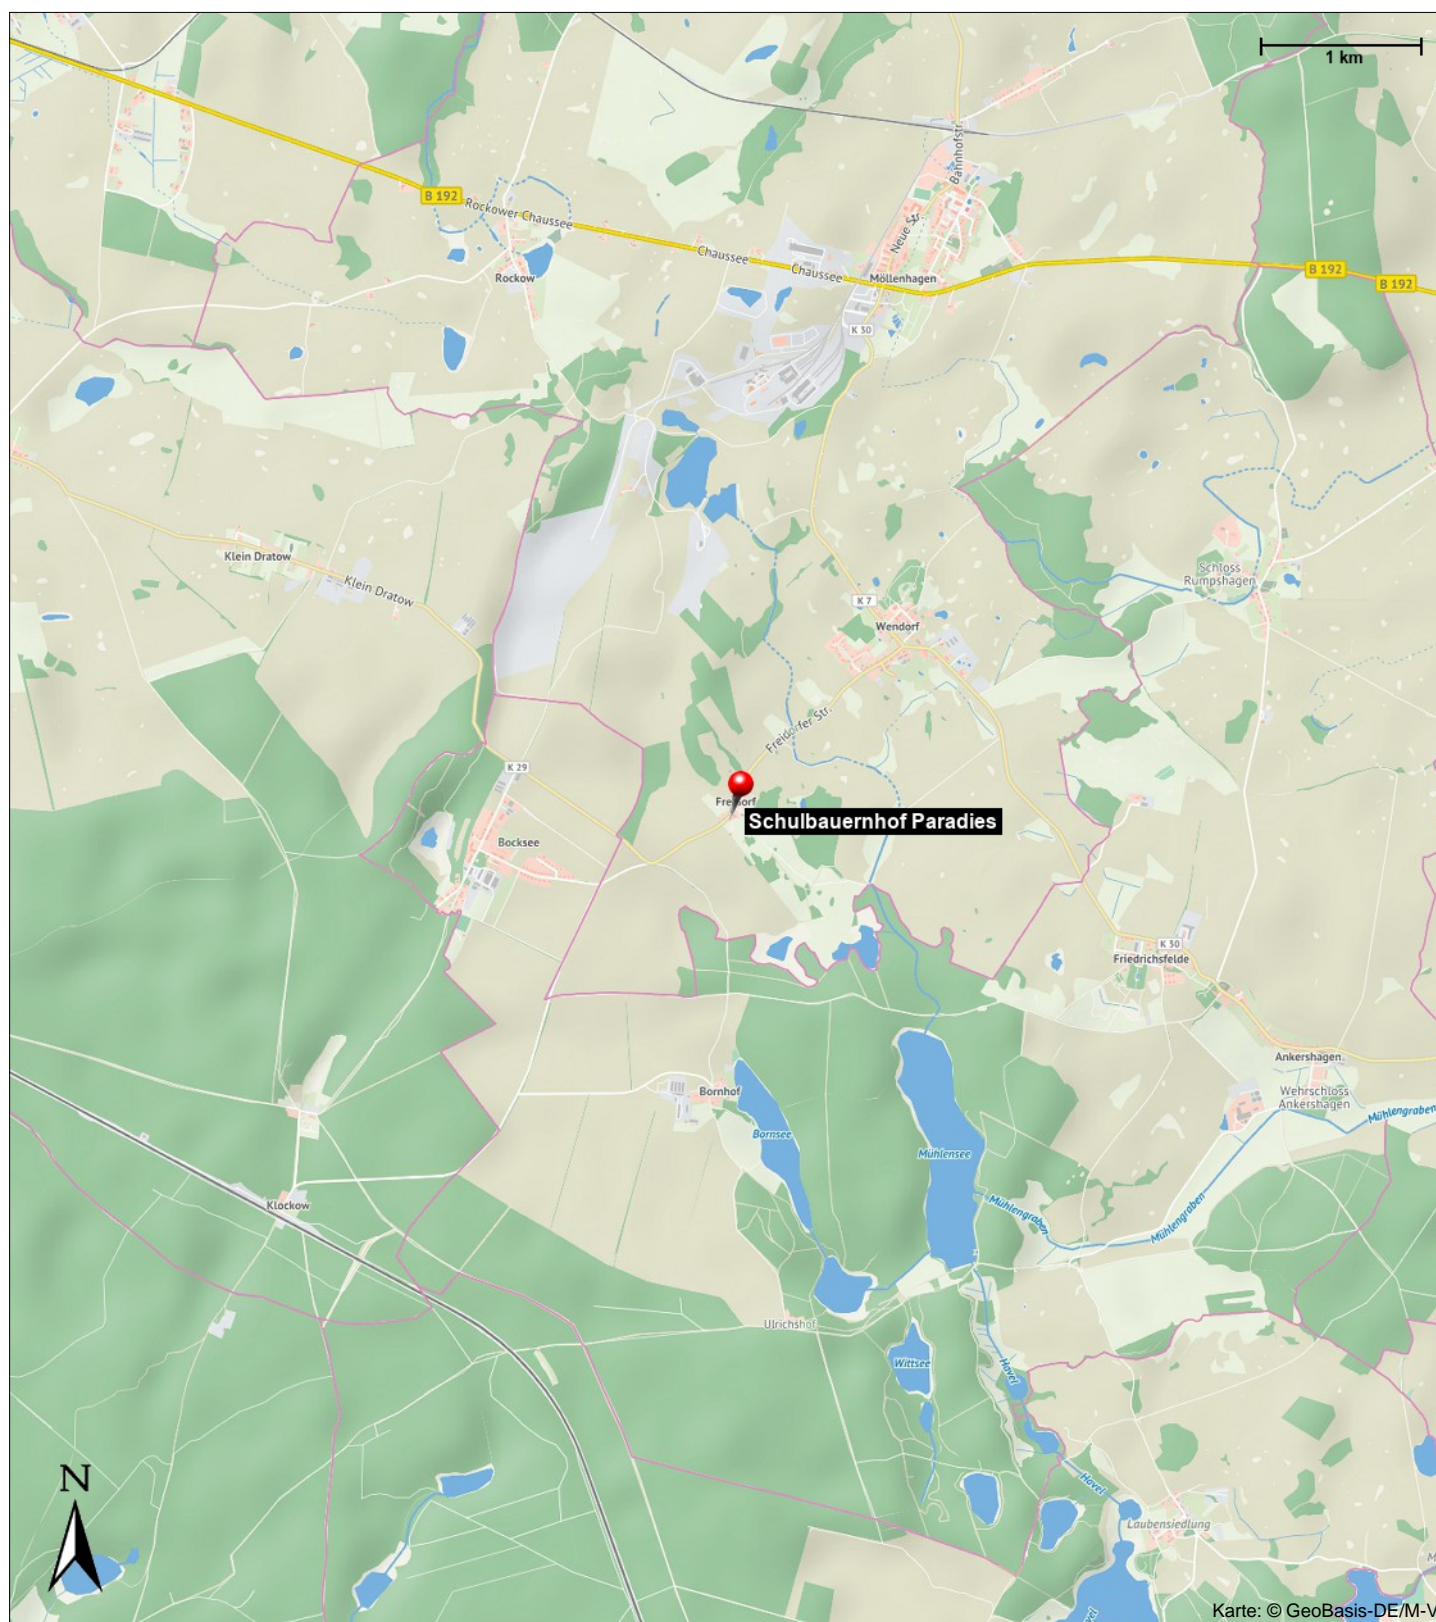 1 km
Bahnhofstr.
B 192
Rockower Chaussee
Neue Str.
Chaussee
Chaussee
B 192
Rockow
Möllenhagen
B 192
K 30
Klein Dratow
Klein Dratow
Schloss
Rumpshagen
K 7
Wendorf
Freidorfer Str.
K 29
Freidorf
Schulbauernhof Paradies
Bocksee
K 30
Friedrichsfelde
Ankershagen
Bornhof
Wehrschloss
Ankershagen
Mühlengraben
Bornsee
Mühlensee
Klockow
Mühlengraben
Mühlengraben
Ulrichshof
Wittsee
Havel
N
Havel
Laubensiedlung
Karte: © GeoBasis-DE/M-V